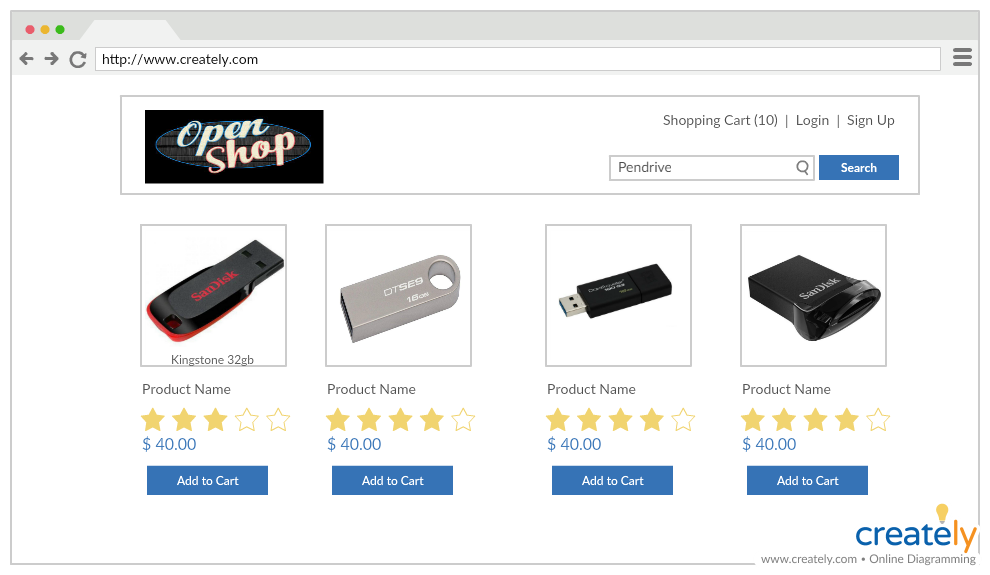 http://www.creately.com
Open
Shop
Shopping Cart (10) | Login | Sign Up
Pendrive
Search
SanDisk
Kingstone 32gb
DTSE9
16GB
SanDisk
Product Name
Product Name
Product Name
Product Name
$ 40.00
$ 40.00
$ 40.00
$ 40.00
Add to Cart
Add to Cart
Add to Cart
Add to Cart
creately
www.creately.com • Online Diagramming